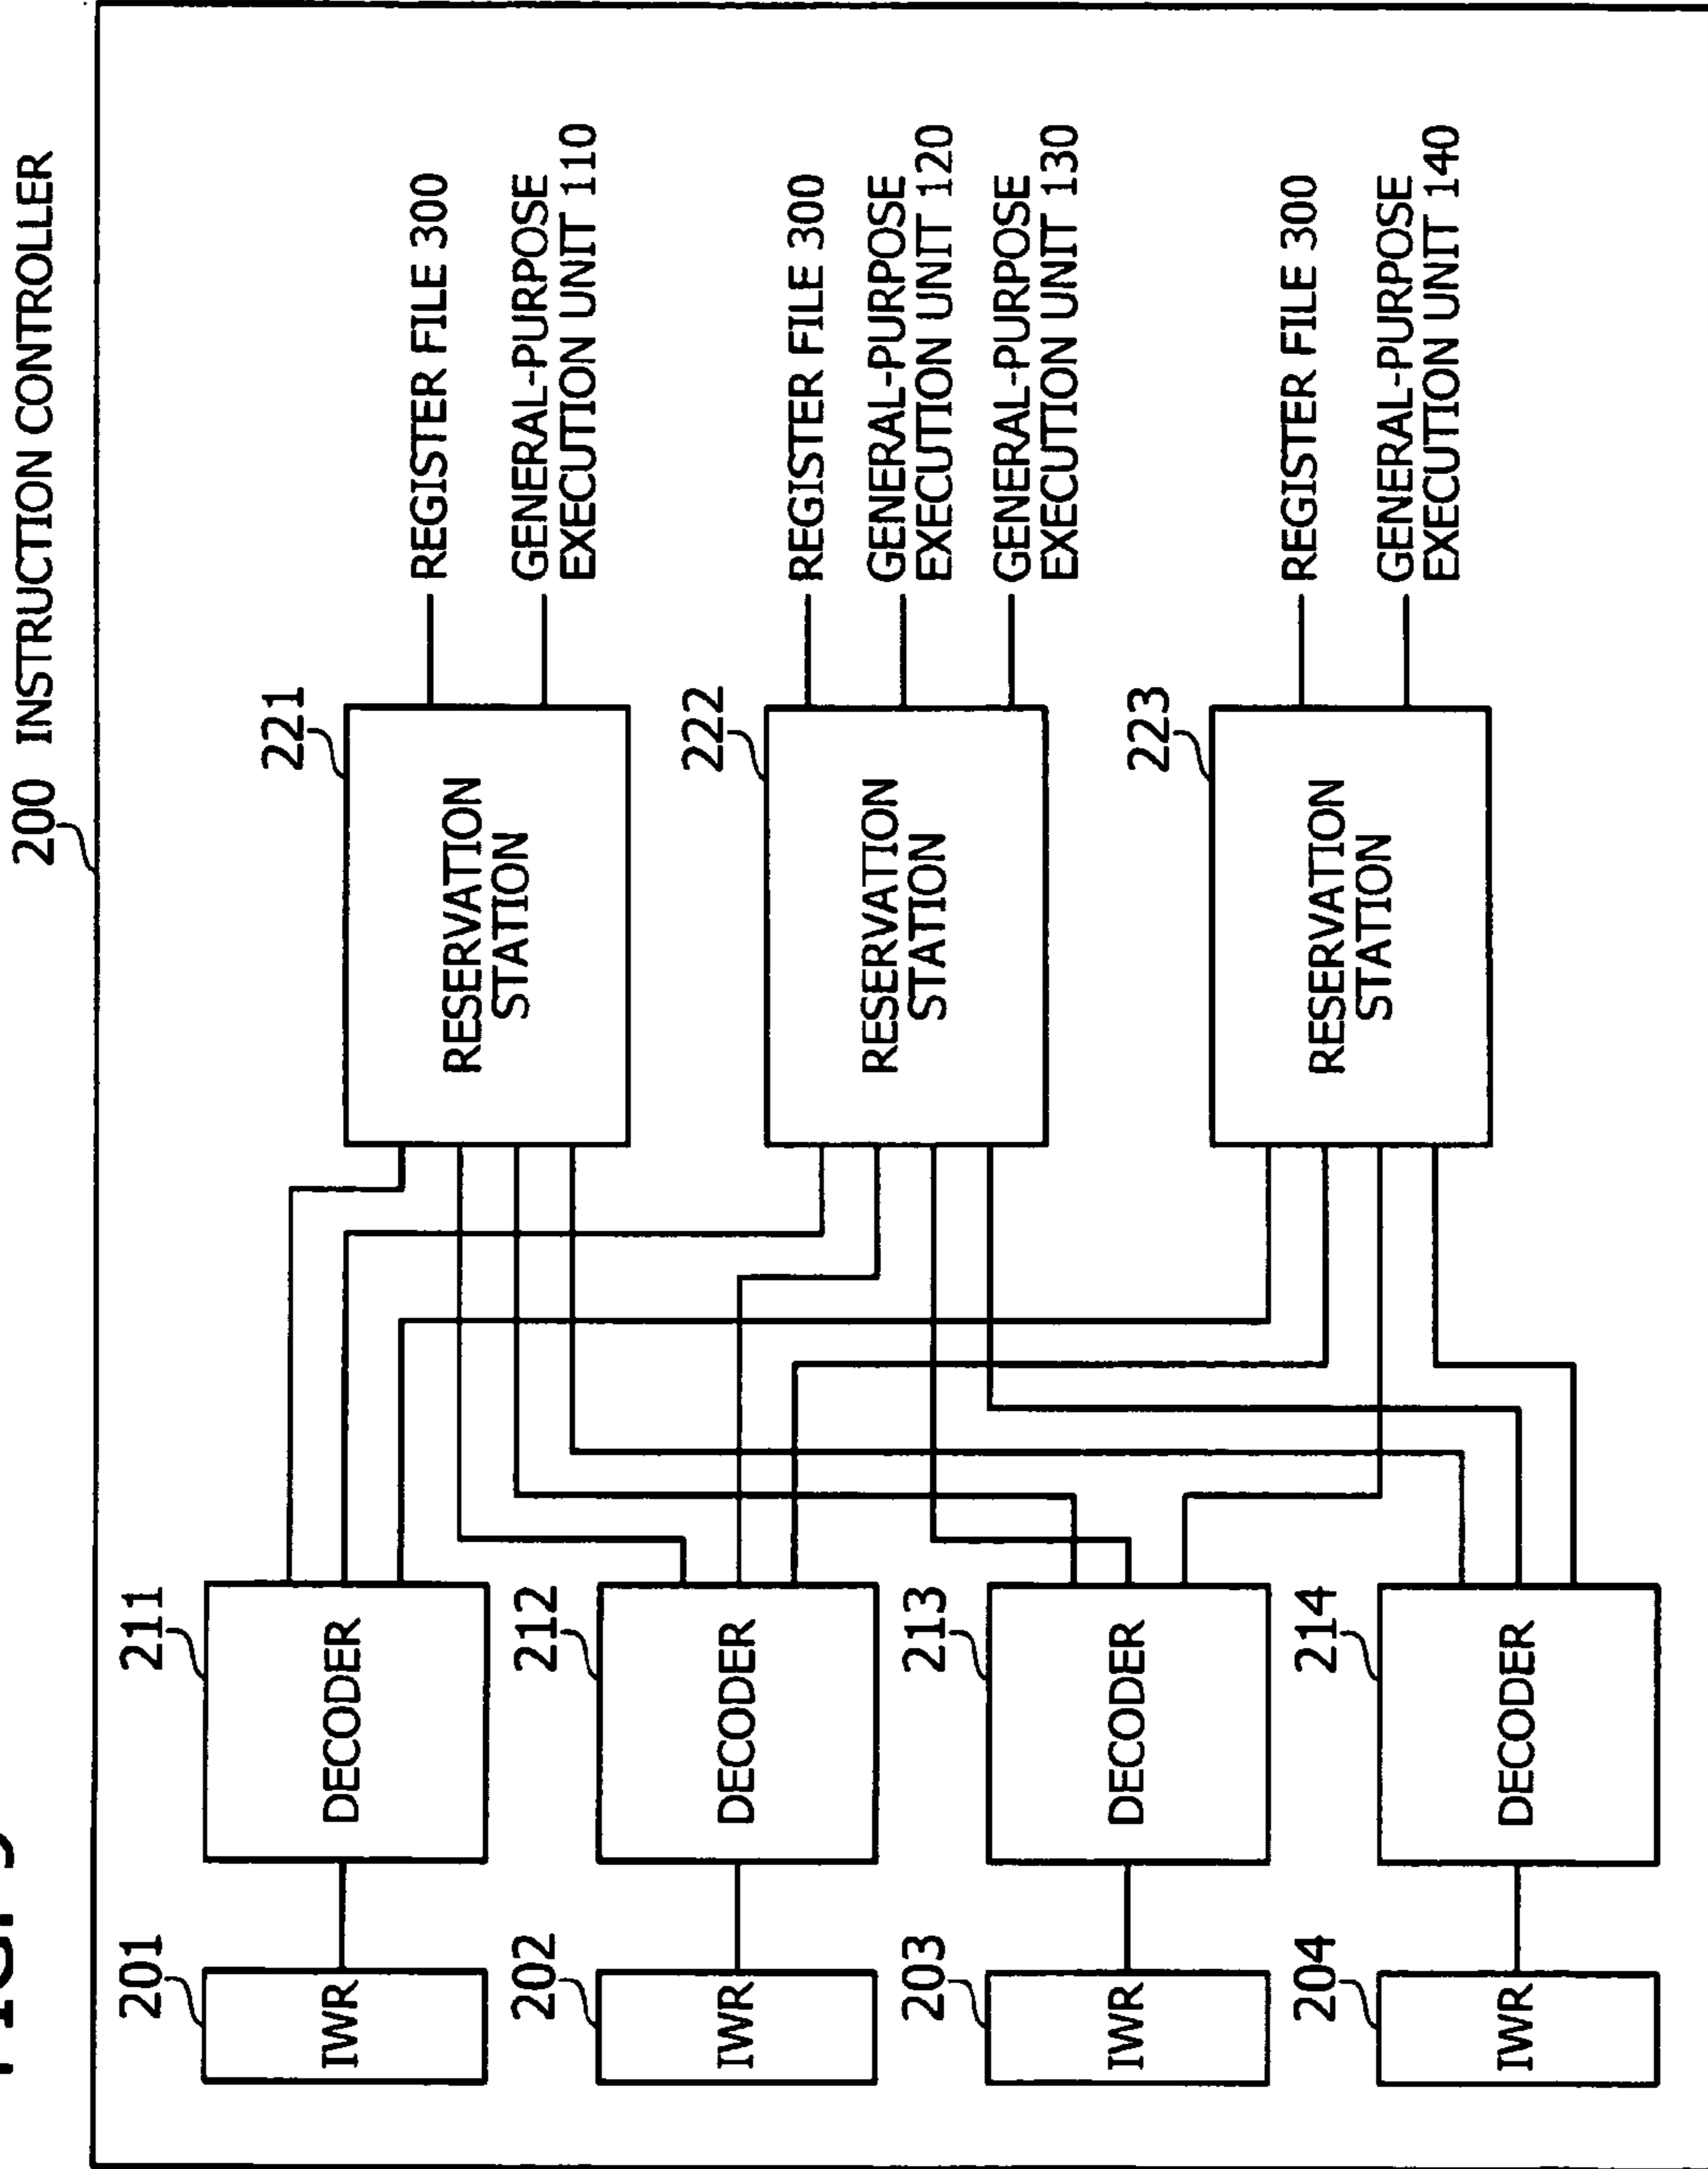 200 INSTRUCTION CONTROLLER
201
IWR
211
DECODER
221
RESERVATION
STATION
REGISTER FILE 300
GENERAL-PURPOSE
EXECUTION UNIT 110
202
IWR
212
DECODER
222
RESERVATION
STATION
REGISTER FILE 300
GENERAL-PURPOSE
EXECUTION UNIT 120
GENERAL-PURPOSE
EXECUTION UNIT 130
203
IWR
213
DECODER
223
RESERVATION
STATION
REGISTER FILE 300
GENERAL-PURPOSE
EXECUTION UNIT 140
204
IWR
214
DECODER